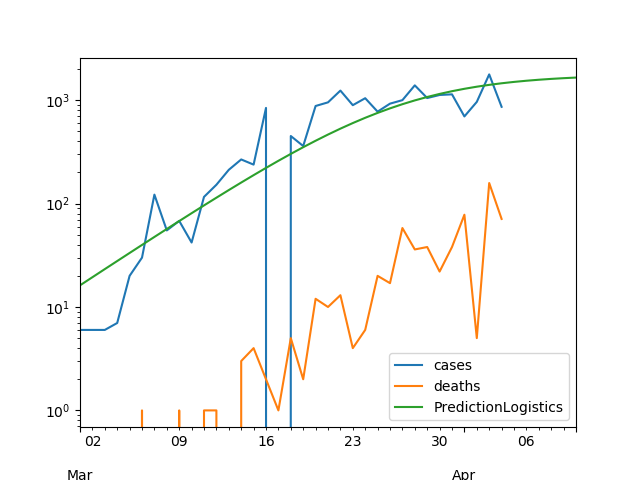 10³
10²
10¹
10⁰
cases
deaths
PredictionLogistics
02 09 16 23 30 06
Mar Apr